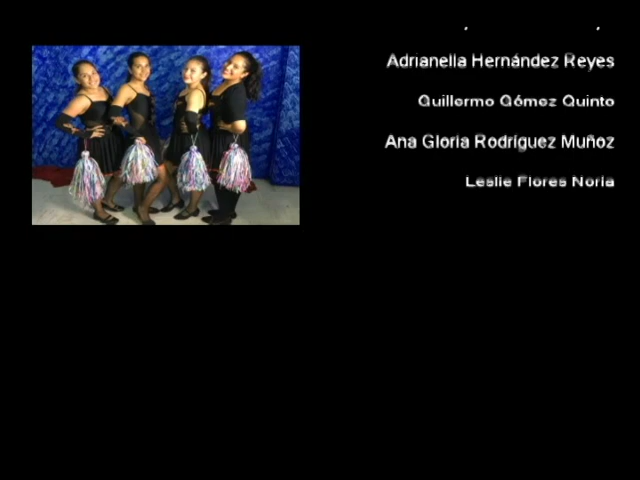 Adrianella Hernández Reyes
Guillermo Gómez Quinto
Ana Gloria Rodríguez Muñoz
Leslie Flores Noria